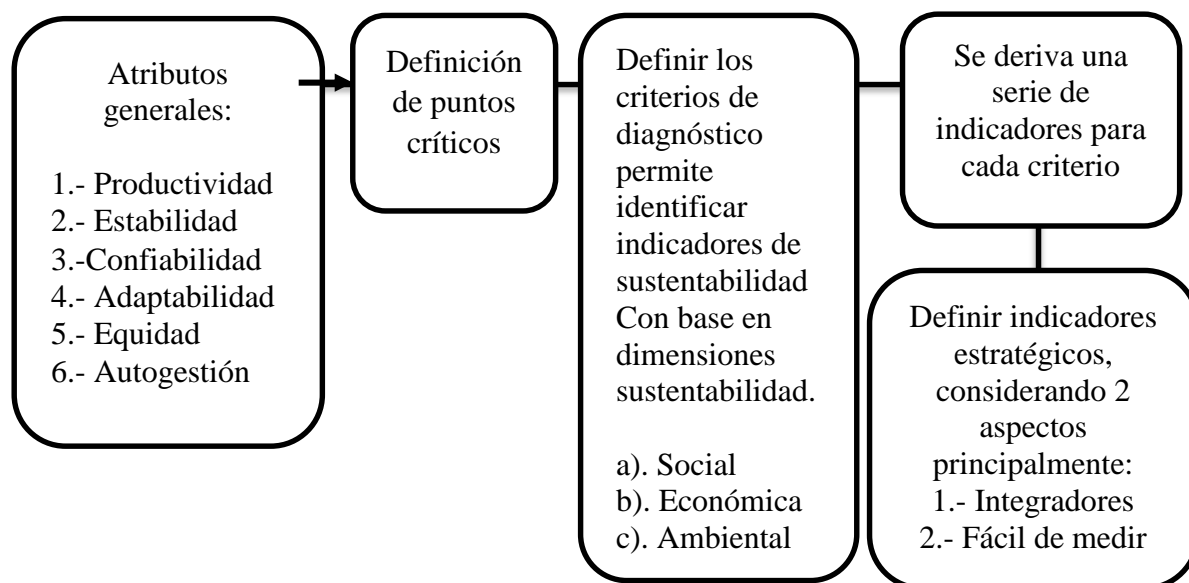 Atributos
generales:
1.- Productividad
2.- Estabilidad
3.-Confiabilidad
4.- Adaptabilidad
5.- Equidad
6.- Autogestión
Definición
de puntos
críticos
Definir los
criterios de
diagnóstico
permite
identificar
indicadores de
sustentabilidad
Con base en
dimensiones
sustentabilidad.
a). Social
b). Económica
c). Ambiental
Se deriva una
serie de
indicadores para
cada criterio
Definir indicadores
estratégicos,
considerando 2
aspectos
principalmente:
1.- Integradores
2.- Fácil de medir